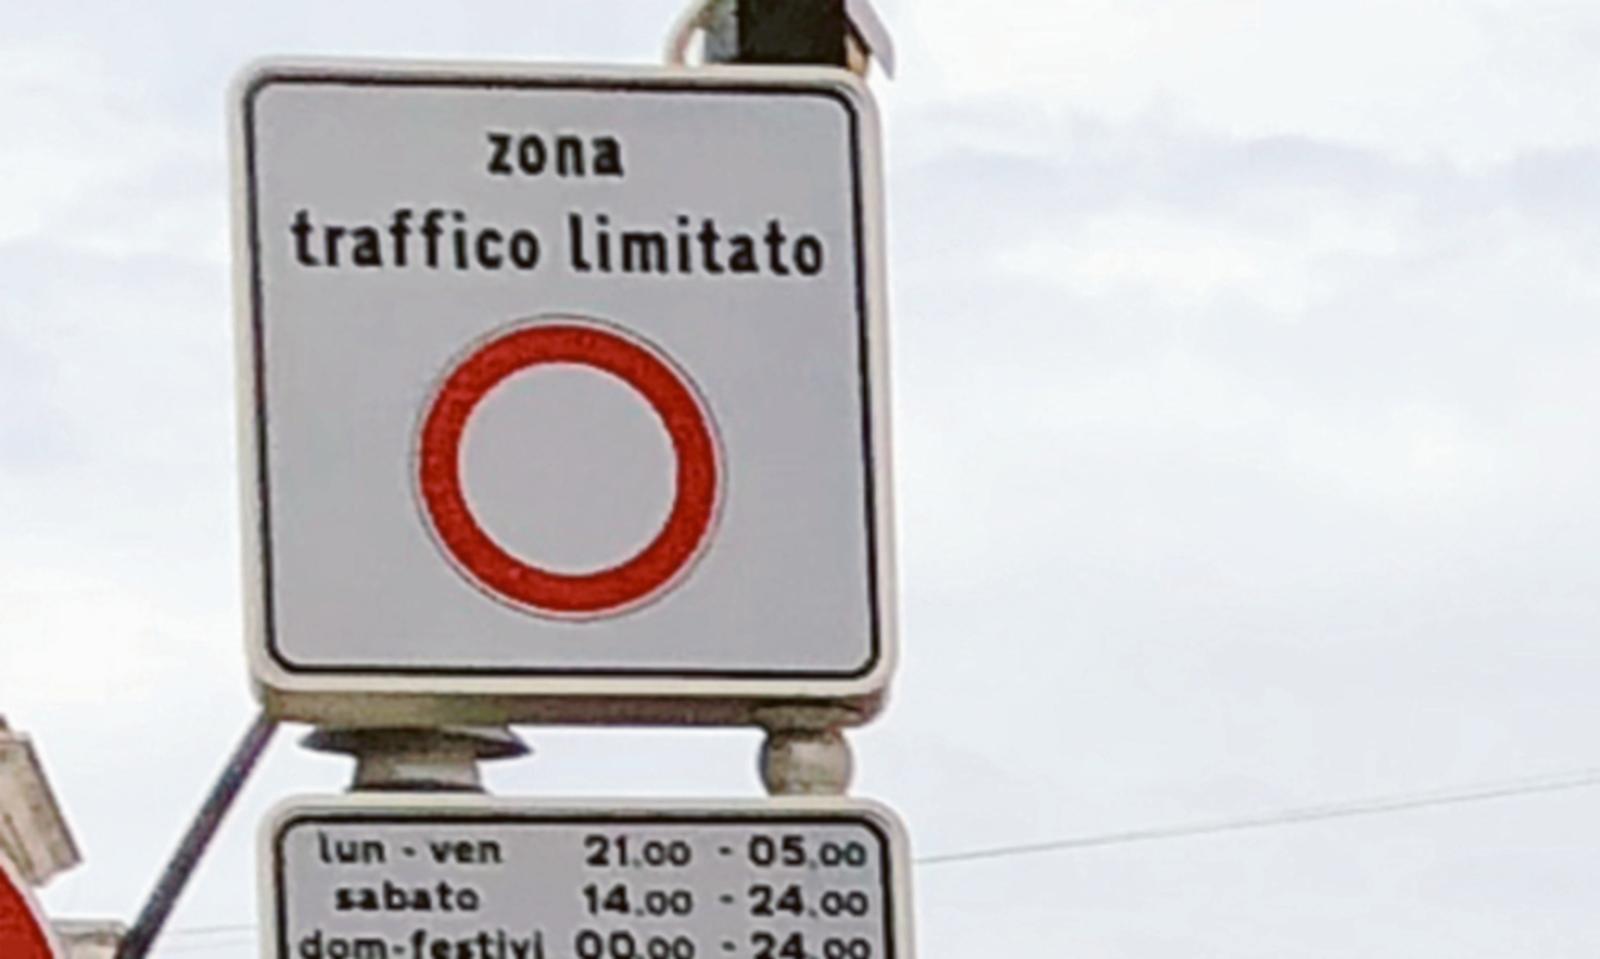 zona
traffico limitato
lun - ven 21.00 - 05.00
sabato 14.00 - 24.00
dom-festivi 00.00 - 24.00